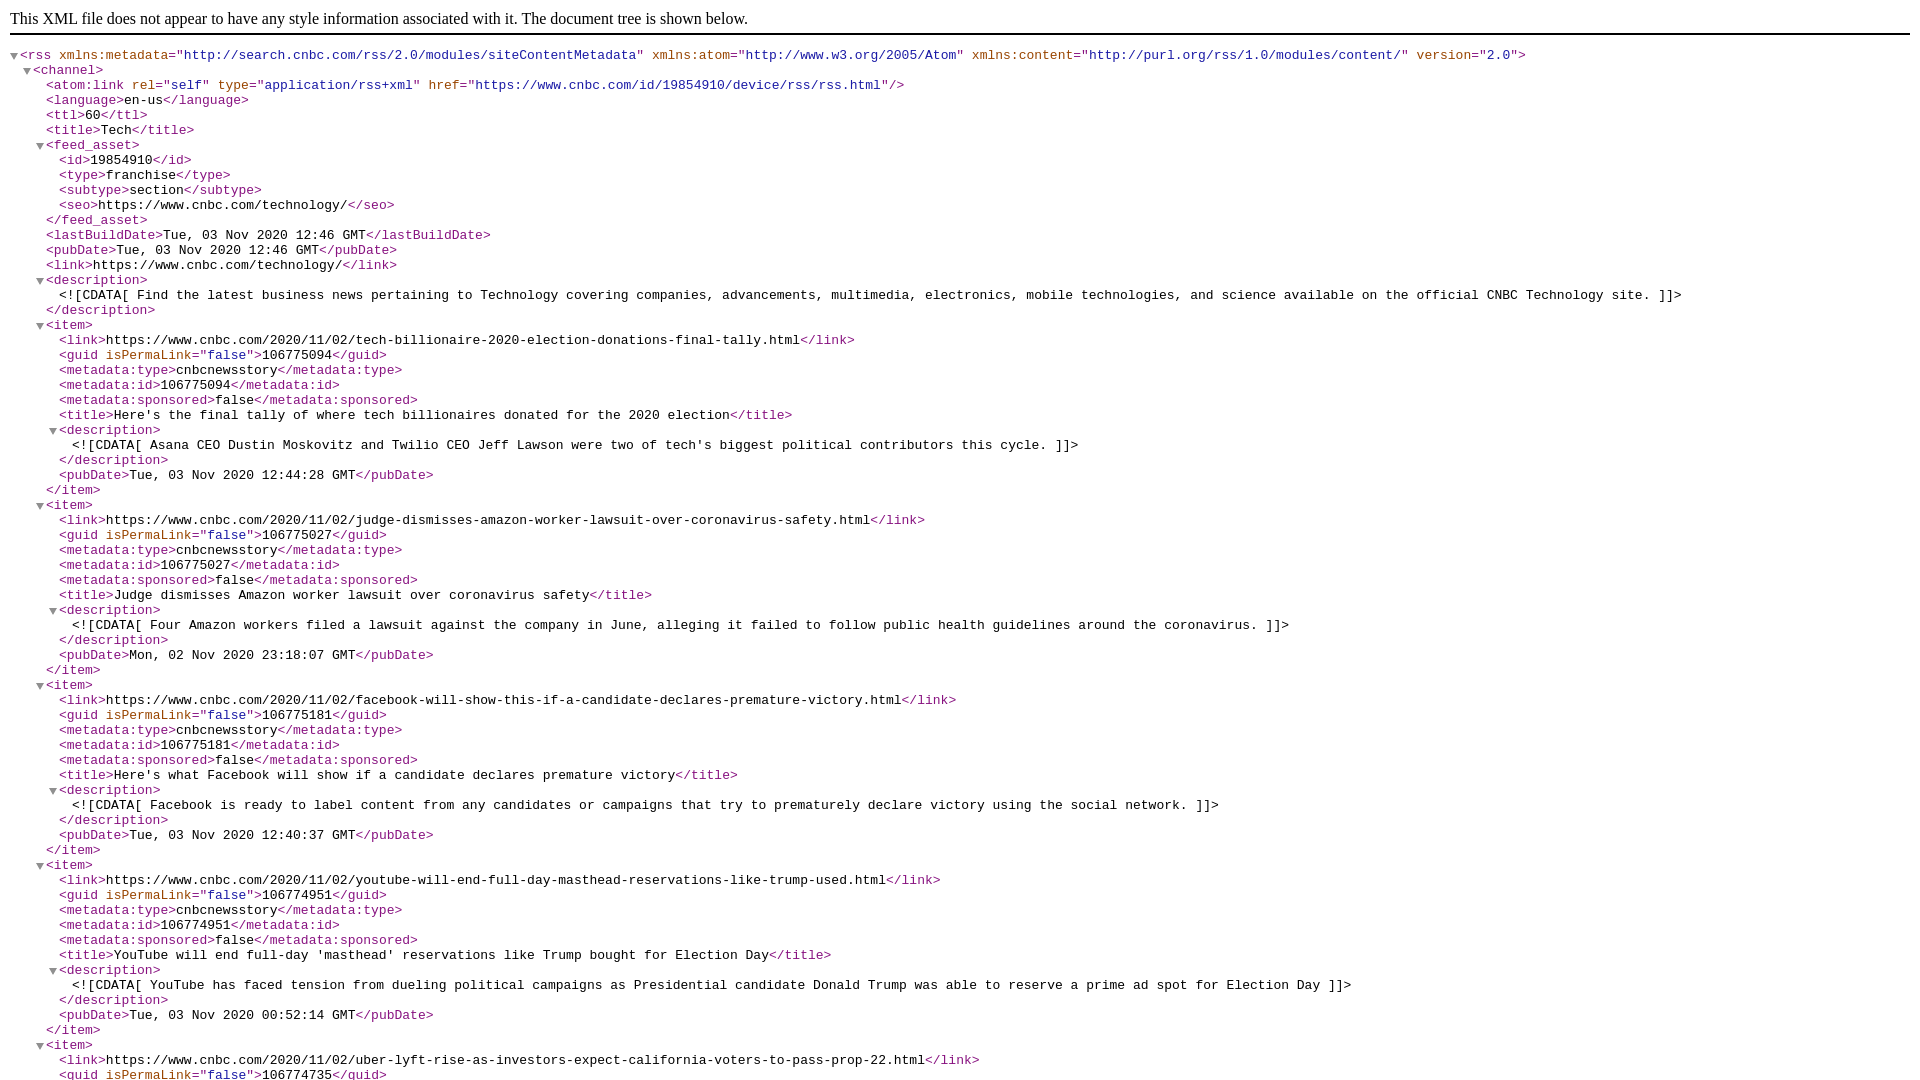 This XML file does not appear to have any style information associated with it. The document tree is shown below.
<rss xmlns:metadata="http://search.cnbc.com/rss/2.0/modules/siteContentMetadata" xmlns:atom="http://www.w3.org/2005/Atom" xmlns:content="http://purl.org/rss/1.0/modules/content/" version="2.0">
<channel>
<atom:link rel="self" type="application/rss+xml" href="https://www.cnbc.com/id/19854910/device/rss/rss.html"/>
<language>en-us</language>
<ttl>60</ttl>
<title>Tech</title>
<feed_asset>
<id>19854910</id>
<type>franchise</type>
<subtype>section</subtype>
<seo>https://www.cnbc.com/technology/</seo>
</feed_asset>
<lastBuildDate>Tue, 03 Nov 2020 12:46 GMT</lastBuildDate>
<pubDate>Tue, 03 Nov 2020 12:46 GMT</pubDate>
<link>https://www.cnbc.com/technology/</link>
<description>
<![CDATA[ Find the latest business news pertaining to Technology covering companies, advancements, multimedia, electronics, mobile technologies, and science available on the official CNBC Technology site. ]]>
</description>
<item>
<link>https://www.cnbc.com/2020/11/02/tech-billionaire-2020-election-donations-final-tally.html</link>
<guid isPermaLink="false">106775094</guid>
<metadata:type>cnbcnewsstory</metadata:type>
<metadata:id>106775094</metadata:id>
<metadata:sponsored>false</metadata:sponsored>
<title>Here's the final tally of where tech billionaires donated for the 2020 election</title>
<description>
<![CDATA[ Asana CEO Dustin Moskovitz and Twilio CEO Jeff Lawson were two of tech's biggest political contributors this cycle. ]]>
</description>
<pubDate>Tue, 03 Nov 2020 12:44:28 GMT</pubDate>
</item>
<item>
<link>https://www.cnbc.com/2020/11/02/judge-dismisses-amazon-worker-lawsuit-over-coronavirus-safety.html</link>
<guid isPermaLink="false">106775027</guid>
<metadata:type>cnbcnewsstory</metadata:type>
<metadata:id>106775027</metadata:id>
<metadata:sponsored>false</metadata:sponsored>
<title>Judge dismisses Amazon worker lawsuit over coronavirus safety</title>
<description>
<![CDATA[ Four Amazon workers filed a lawsuit against the company in June, alleging it failed to follow public health guidelines around the coronavirus. ]]>
</description>
<pubDate>Mon, 02 Nov 2020 23:18:07 GMT</pubDate>
</item>
<item>
<link>https://www.cnbc.com/2020/11/02/facebook-will-show-this-if-a-candidate-declares-premature-victory.html</link>
<guid isPermaLink="false">106775181</guid>
<metadata:type>cnbcnewsstory</metadata:type>
<metadata:id>106775181</metadata:id>
<metadata:sponsored>false</metadata:sponsored>
<title>Here's what Facebook will show if a candidate declares premature victory</title>
<description>
<![CDATA[ Facebook is ready to label content from any candidates or campaigns that try to prematurely declare victory using the social network. ]]>
</description>
<pubDate>Tue, 03 Nov 2020 12:40:37 GMT</pubDate>
</item>
<item>
<link>https://www.cnbc.com/2020/11/02/youtube-will-end-full-day-masthead-reservations-like-trump-used.html</link>
<guid isPermaLink="false">106774951</guid>
<metadata:type>cnbcnewsstory</metadata:type>
<metadata:id>106774951</metadata:id>
<metadata:sponsored>false</metadata:sponsored>
<title>YouTube will end full-day 'masthead' reservations like Trump bought for Election Day</title>
<description>
<![CDATA[ YouTube has faced tension from dueling political campaigns as Presidential candidate Donald Trump was able to reserve a prime ad spot for Election Day ]]>
</description>
<pubDate>Tue, 03 Nov 2020 00:52:14 GMT</pubDate>
</item>
<item>
<link>https://www.cnbc.com/2020/11/02/uber-lyft-rise-as-investors-expect-california-voters-to-pass-prop-22.html</link>
<guid isPermaLink="false">106774735</guid>